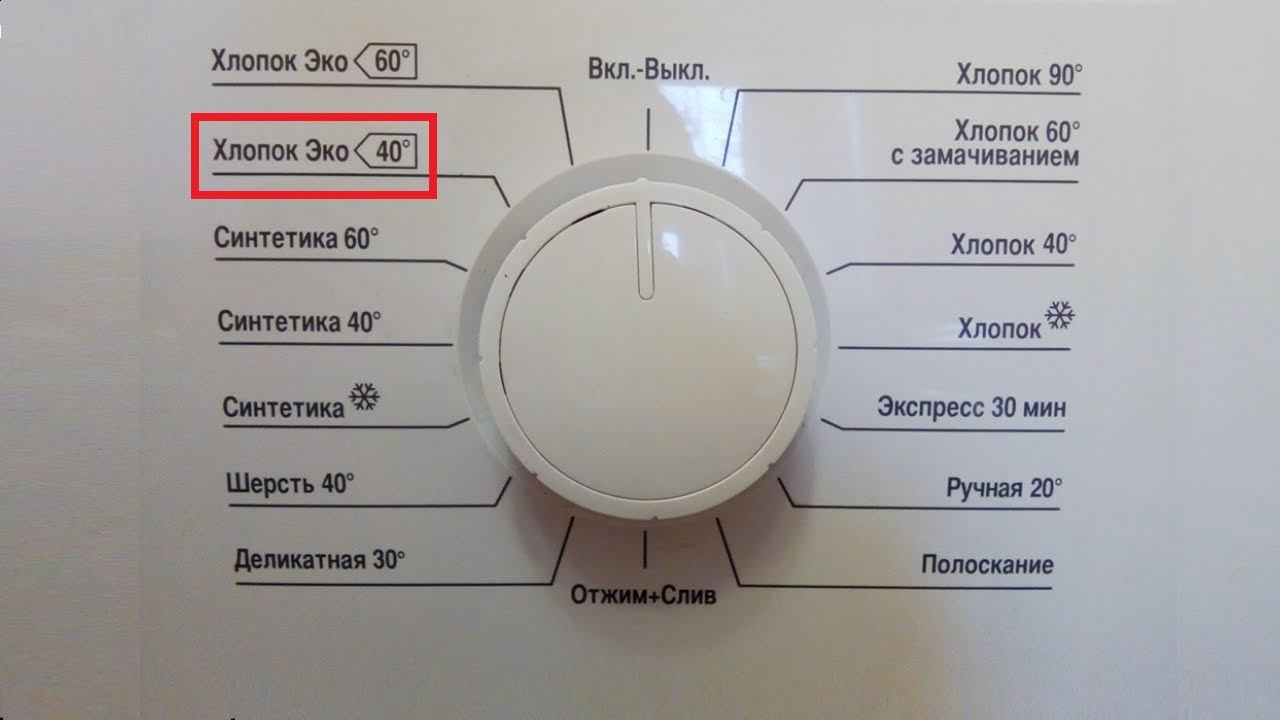 Вкл.-Выкл.
Хлопок Эко 60°
Хлопок Эко 40°
Синтетика 60°
Синтетика 40°
Синтетика
Шерсть 40°
Деликатная 30°
Хлопок 90°
Хлопок 60°
с замачиванием
Хлопок 40°
Хлопок
Экспресс 30 мин
Ручная 20°
Полоскание
Отжим+Слив